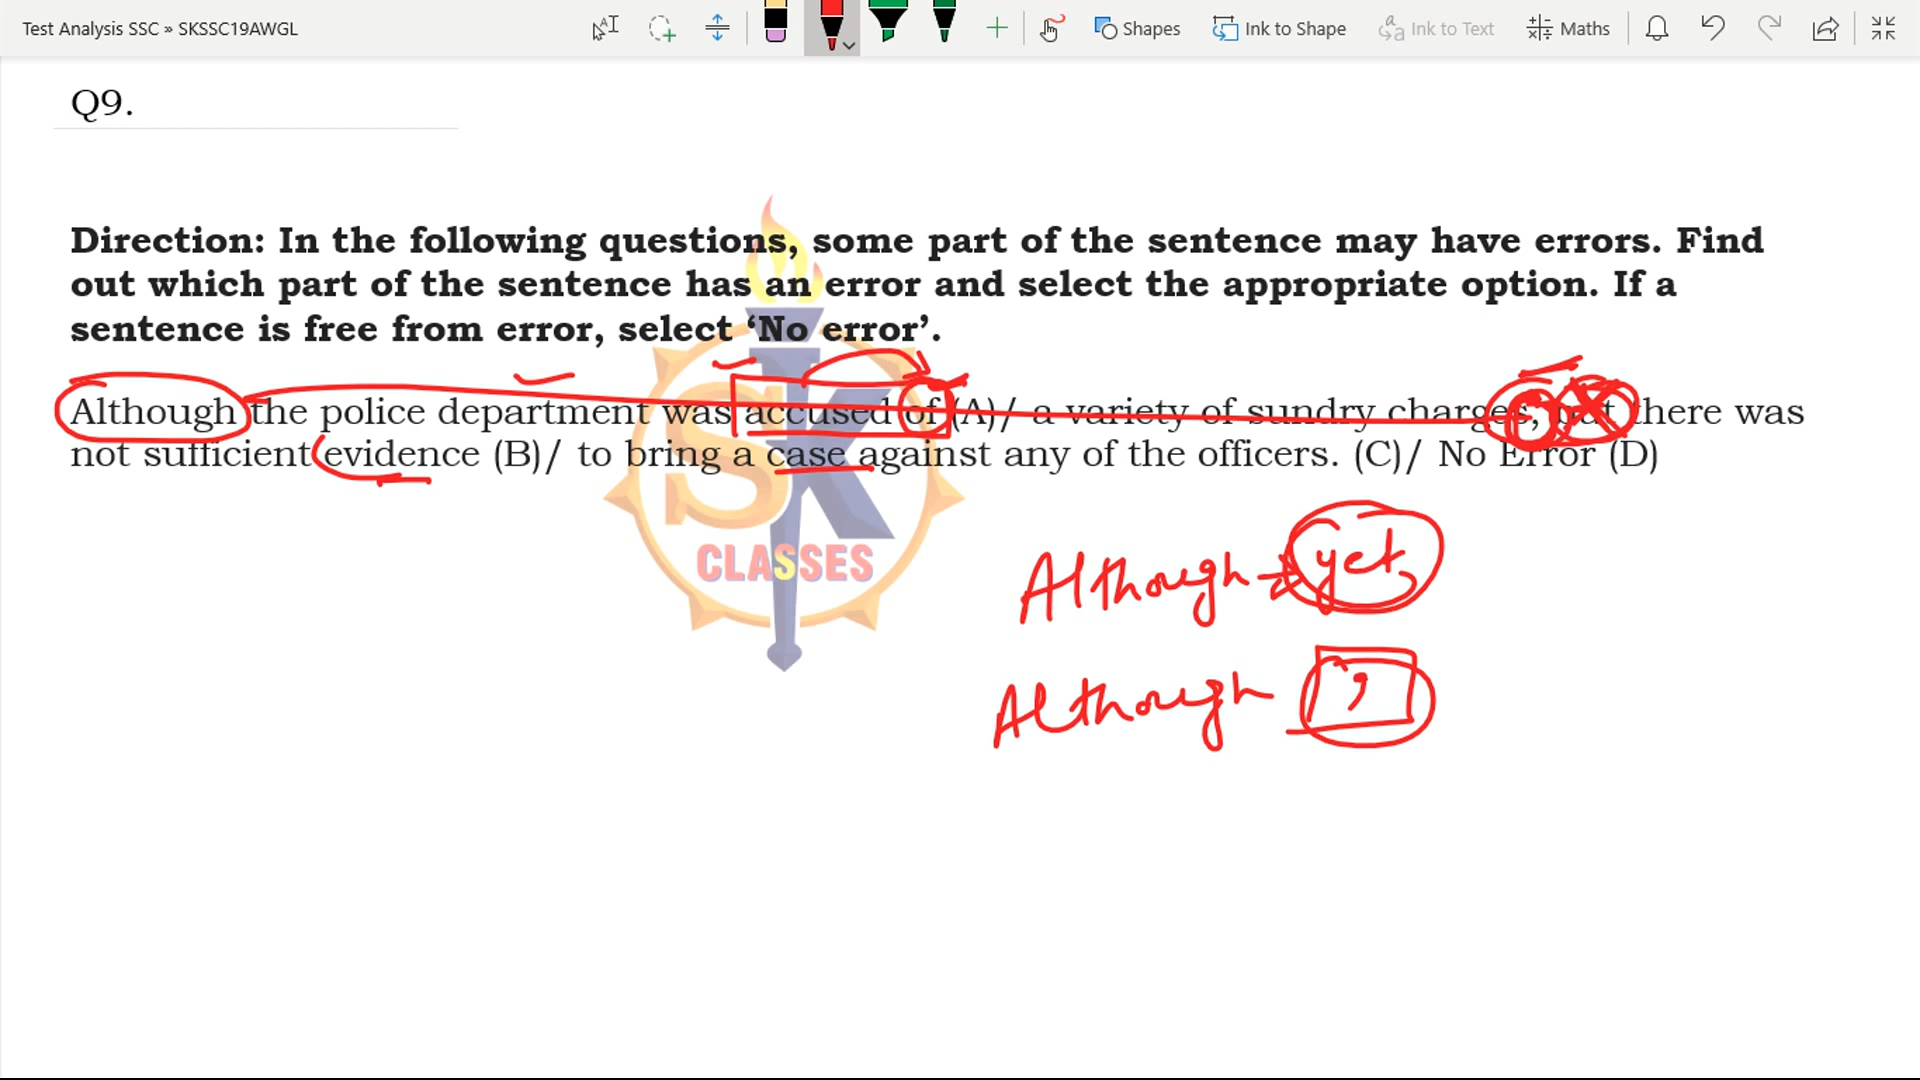 Test Analysis SSC » SKSSC19AWGL
Shapes
Ink to Shape
Ink to Text
Maths
Q9.
Direction: In the following questions, some part of the sentence may have errors. Find
out which part of the sentence has an error and select the appropriate option. If a
sentence is free from error, select ‘No error’.
Although the police department was accused of (A)/ a variety of sundry charges, but there was
not sufficient evidence (B)/ to bring a case against any of the officers. (C)/ No Error (D)
SK
CLASSES
Although → yet,
Although ,